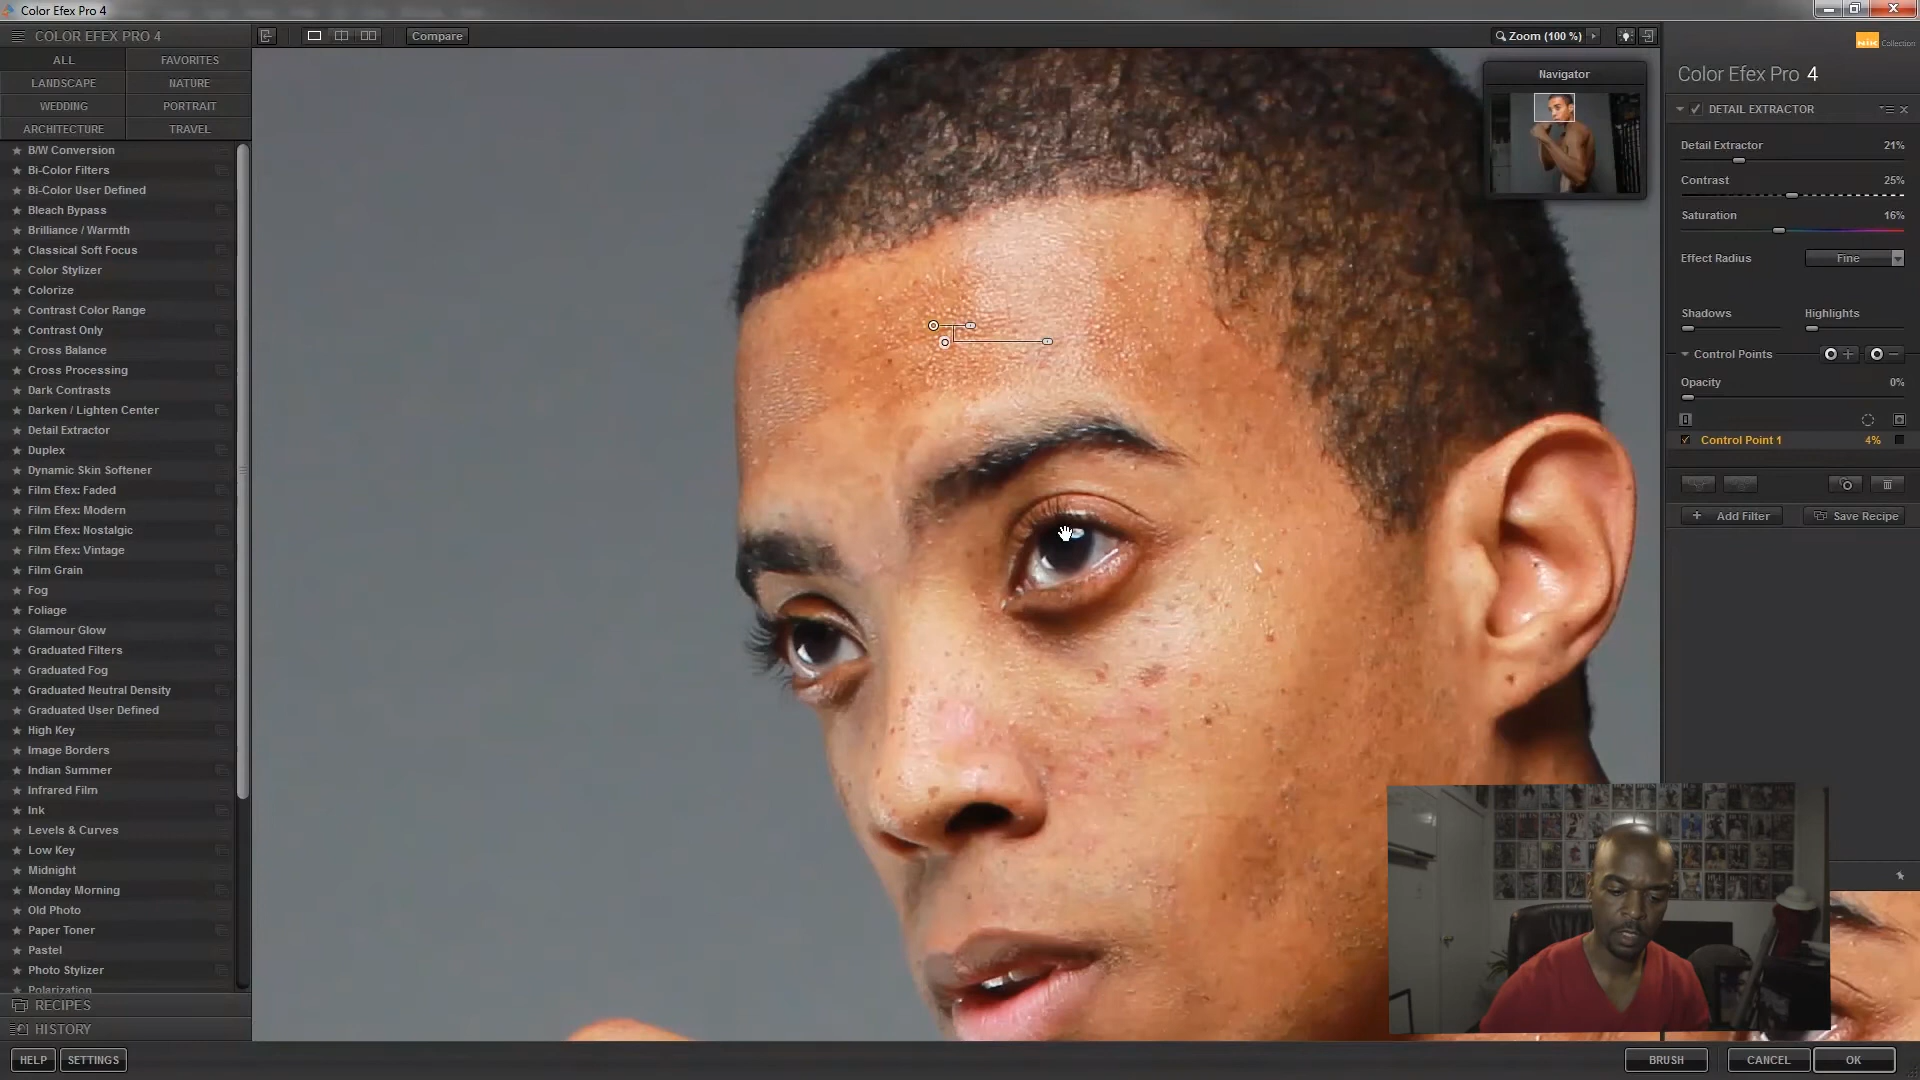 Color Efex Pro 4
COLOR EFEX PRO 4
ALL
FAVORITES
LANDSCAPE
NATURE
WEDDING
PORTRAIT
ARCHITECTURE
TRAVEL
B/W Conversion
Bi-Color Filters
Bi-Color User Defined
Bleach Bypass
Brilliance / Warmth
Classical Soft Focus
Color Stylizer
Colorize
Contrast Color Range
Contrast Only
Cross Balance
Cross Processing
Dark Contrasts
Darken / Lighten Center
Detail Extractor
Duplex
Dynamic Skin Softener
Film Efex: Faded
Film Efex: Modern
Film Efex: Nostalgic
Film Efex: Vintage
Film Grain
Fog
Foliage
Glamour Glow
Graduated Filters
Graduated Fog
Graduated Neutral Density
Graduated User Defined
High Key
Image Borders
Indian Summer
Infrared Film
Ink
Levels & Curves
Low Key
Midnight
Monday Morning
Old Photo
Paper Toner
Pastel
Photo Stylizer
Polarization
RECIPES
HISTORY
HELP
SETTINGS
Compare
Zoom (100 %)
Navigator
Nik Collection
Color Efex Pro 4
DETAIL EXTRACTOR
Detail Extractor 21%
Contrast 25%
Saturation 16%
Effect Radius Fine
Shadows Highlights
Control Points + −
Opacity 0%
Control Point 1 4%
+ Add Filter Save Recipe
BRUSH
CANCEL
OK